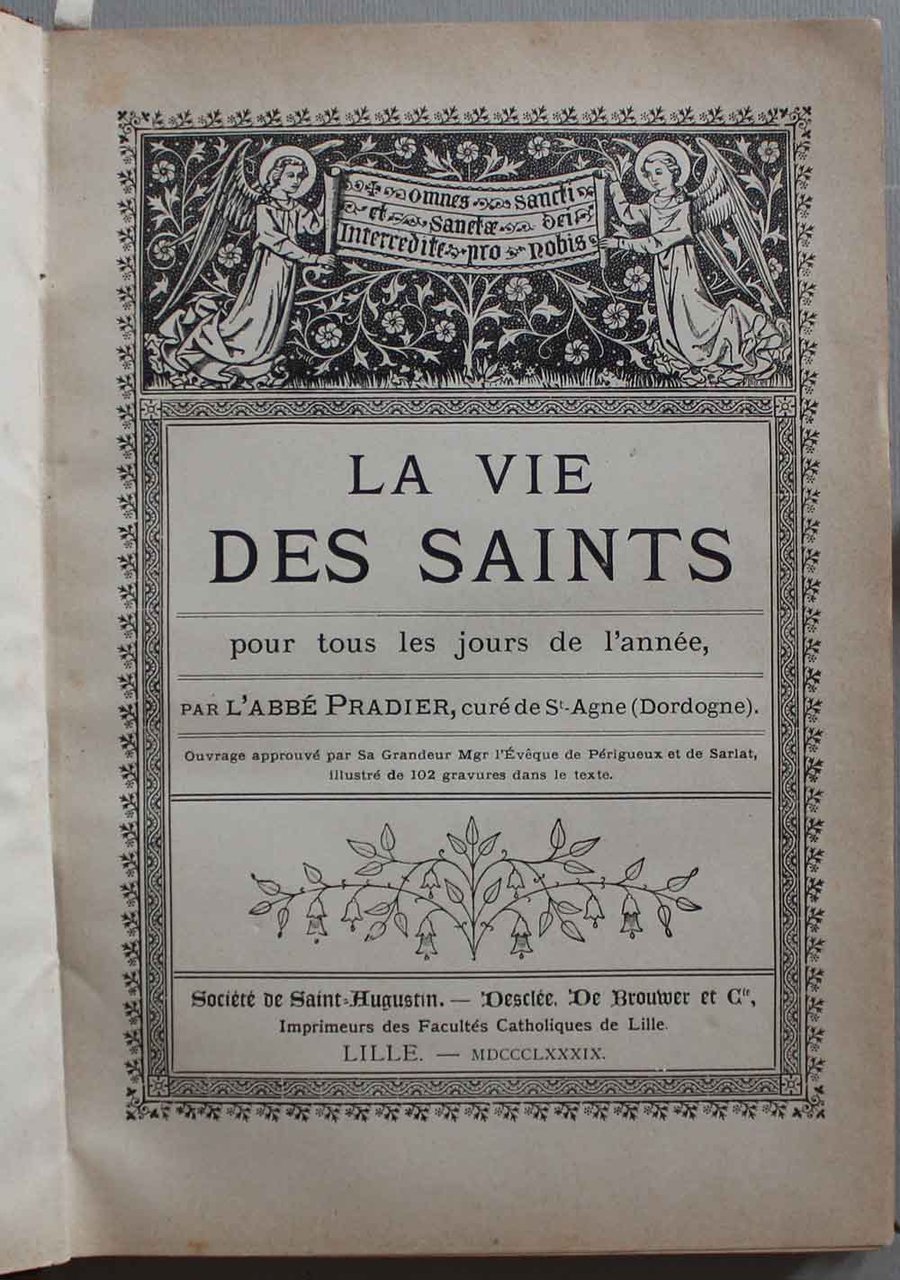 omnes sancti
et Sanctæ Dei
Intercedite pro nobis
LA VIE
DES SAINTS
pour tous les jours de l'année,
PAR L'ABBÉ PRADIER, curé de St-Agne (Dordogne).
Ouvrage approuvé par Sa Grandeur Mgr l'Évêque de Périgueux et de Sarlat,
illustré de 102 gravures dans le texte.
Société de Saint-Augustin. — Desclée, De Brouwer et Cie,
Imprimeurs des Facultés Catholiques de Lille.
LILLE. — MDCCCLXXXIX.